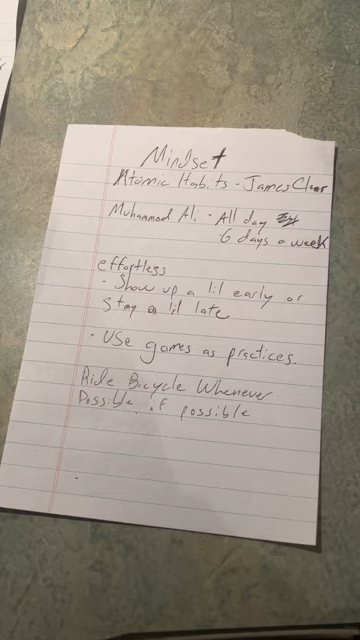 Mindset
Atomic Habits - James Clear
Muhammad Ali - All day
6 days a week
effortless
- Show up a lil early or
stay a lil late
- Use games as practices.
Ride Bicycle Whenever
Possible if possible